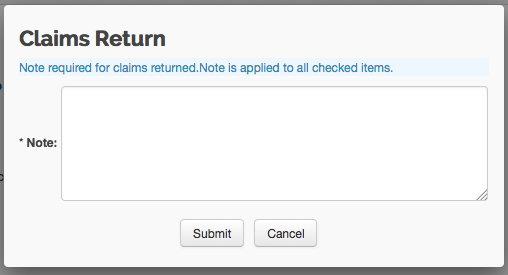 Claims Return
Note required for claims returned.Note is applied to all checked items.
* Note:
Submit Cancel